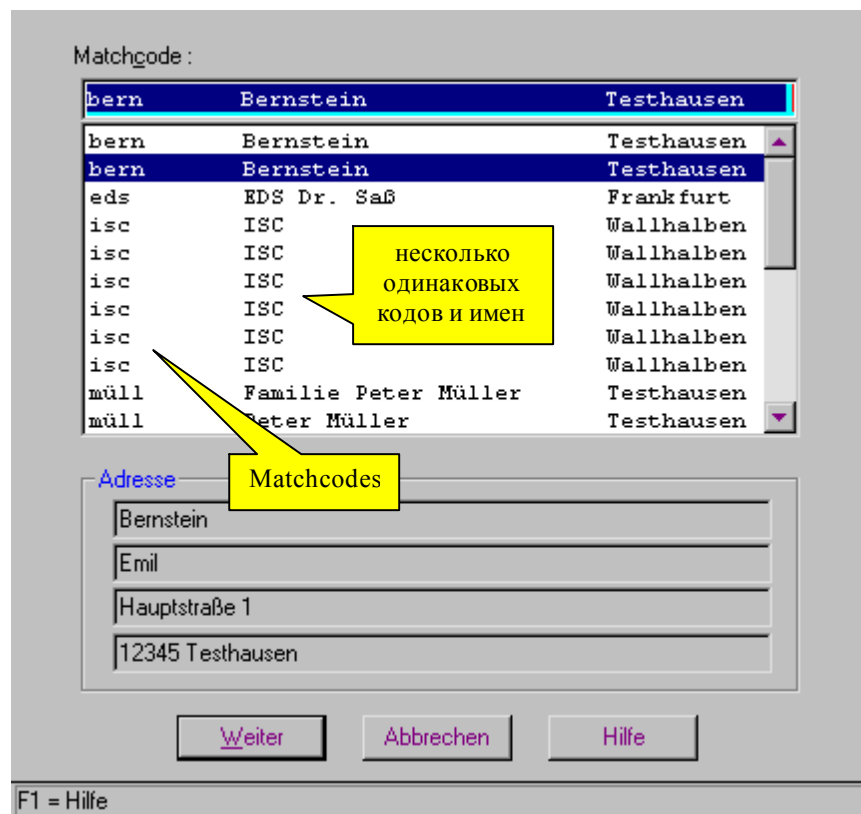 Matchcode :
bern Bernstein Testhausen
bern Bernstein Testhausen
bern Bernstein Testhausen
eds EDS Dr. Saß Frankfurt
isc ISC Wallhalben
isc ISC Wallhalben
isc ISC Wallhalben
isc ISC Wallhalben
isc ISC Wallhalben
isc ISC Wallhalben
müll Familie Peter Müller Testhausen
müll Peter Müller Testhausen
несколько
одинаковых
кодов и имен
Matchcodes
Adresse
Bernstein
Emil
Hauptstraße 1
12345 Testhausen
Weiter Abbrechen Hilfe
F1 = Hilfe